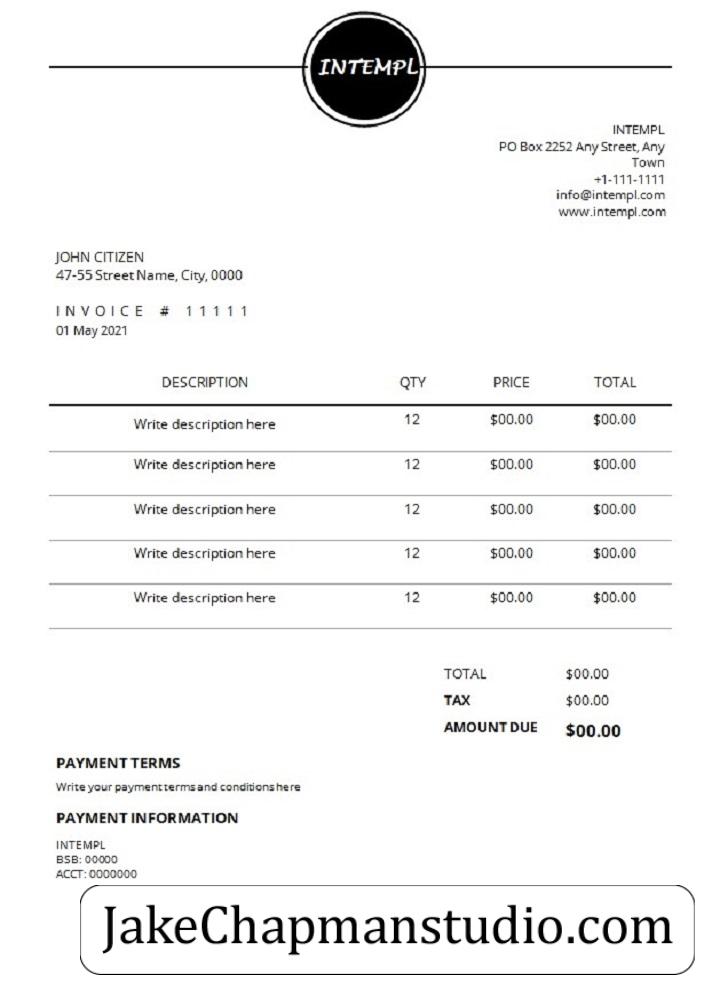 INTEMPL
INTEMPL
PO Box 2252 Any Street, Any
Town
+1-111-1111
info@intempl.com
www.intempl.com
JOHN CITIZEN
47-55 Street Name, City, 0000
INVOICE # 11111
01 May 2021
DESCRIPTION QTY PRICE TOTAL
Write description here 12 $00.00 $00.00
Write description here 12 $00.00 $00.00
Write description here 12 $00.00 $00.00
Write description here 12 $00.00 $00.00
Write description here 12 $00.00 $00.00
TOTAL $00.00
TAX $00.00
AMOUNT DUE $00.00
PAYMENT TERMS
Write your payment terms and conditions here
PAYMENT INFORMATION
INTEMPL
BSB: 00000
ACCT: 0000000
JakeChapmanstudio.com